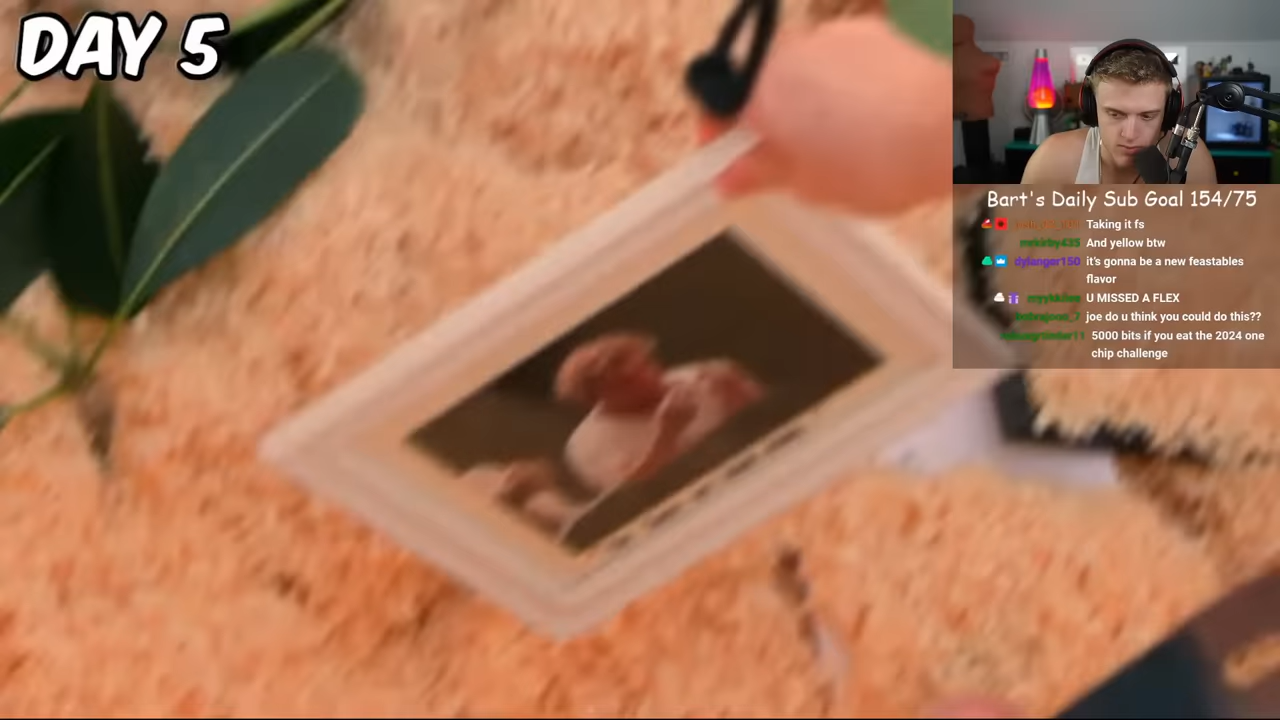 DAY 5
Bart's Daily Sub Goal 154/75
Taking it fs
mrkirby435 And yellow btw
dylanger150 it's gonna be a new feastables
flavor
U MISSED A FLEX
joe do u think you could do this??
5000 bits if you eat the 2024 one
chip challenge